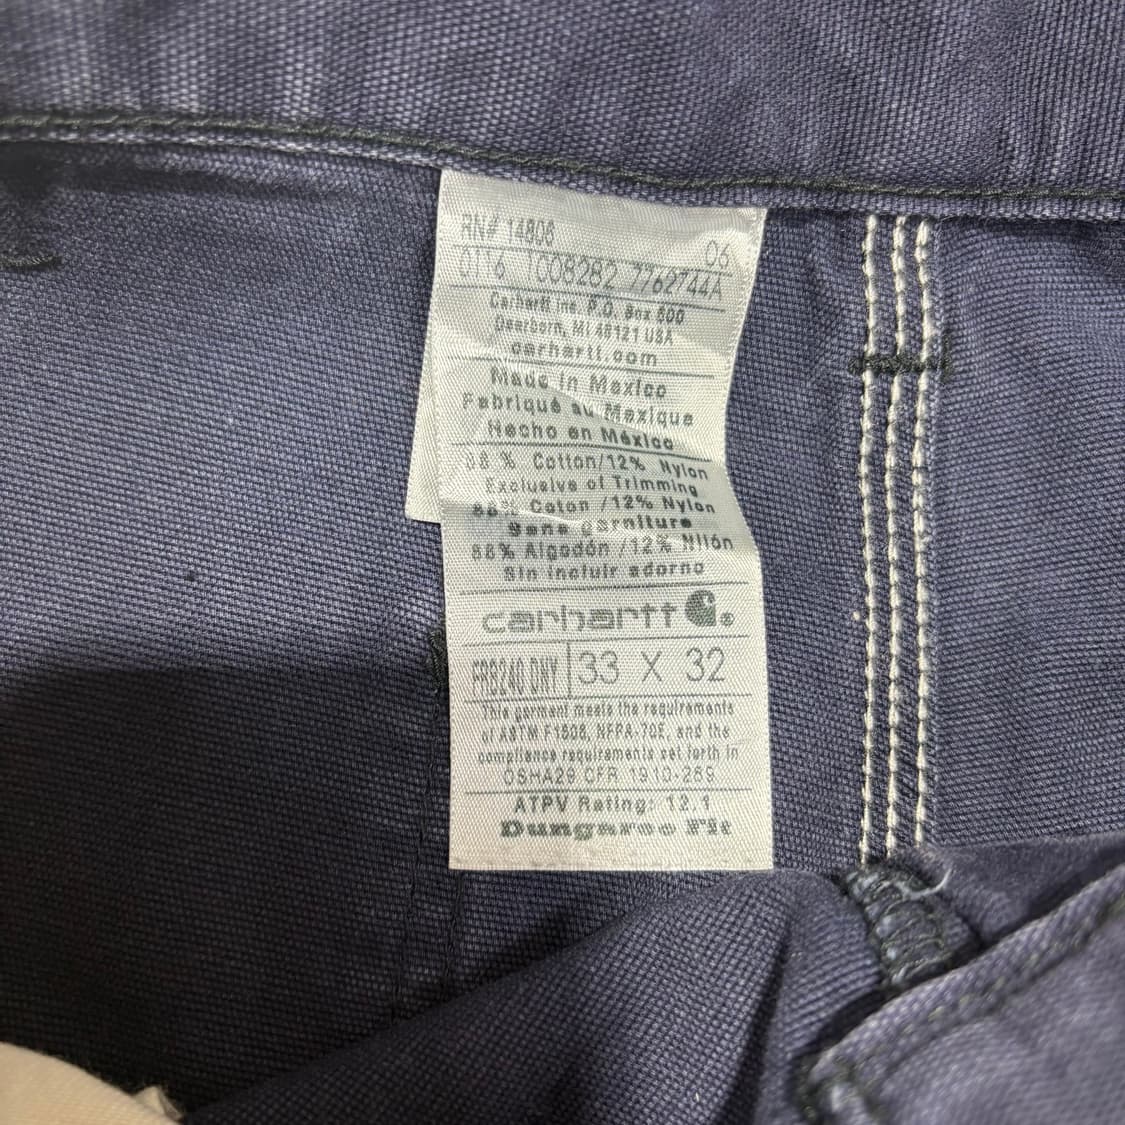 RN# 14806
06
0116 1008282 7762744A
Carhartt Inc. P.O. Box 600
Dearborn, MI 48121 USA
carhartt.com
Made in Mexico
Fabriqué au Mexique
Hecho en México
88 % Cotton/12% Nylon
Exclusive of Trimming
88% Coton /12% Nylon
Sans garniture
88% Algodón /12% Nilón
Sin incluir adorno
carhartt ®
FRB240 DNY 33 X 32
This garment meets the requirements
of ASTM F1506, NFPA-70E, and the
compliance requirements set forth in
OSHA29 CFR 1910-269
ATPV Rating: 12.1
Dungaree Fit